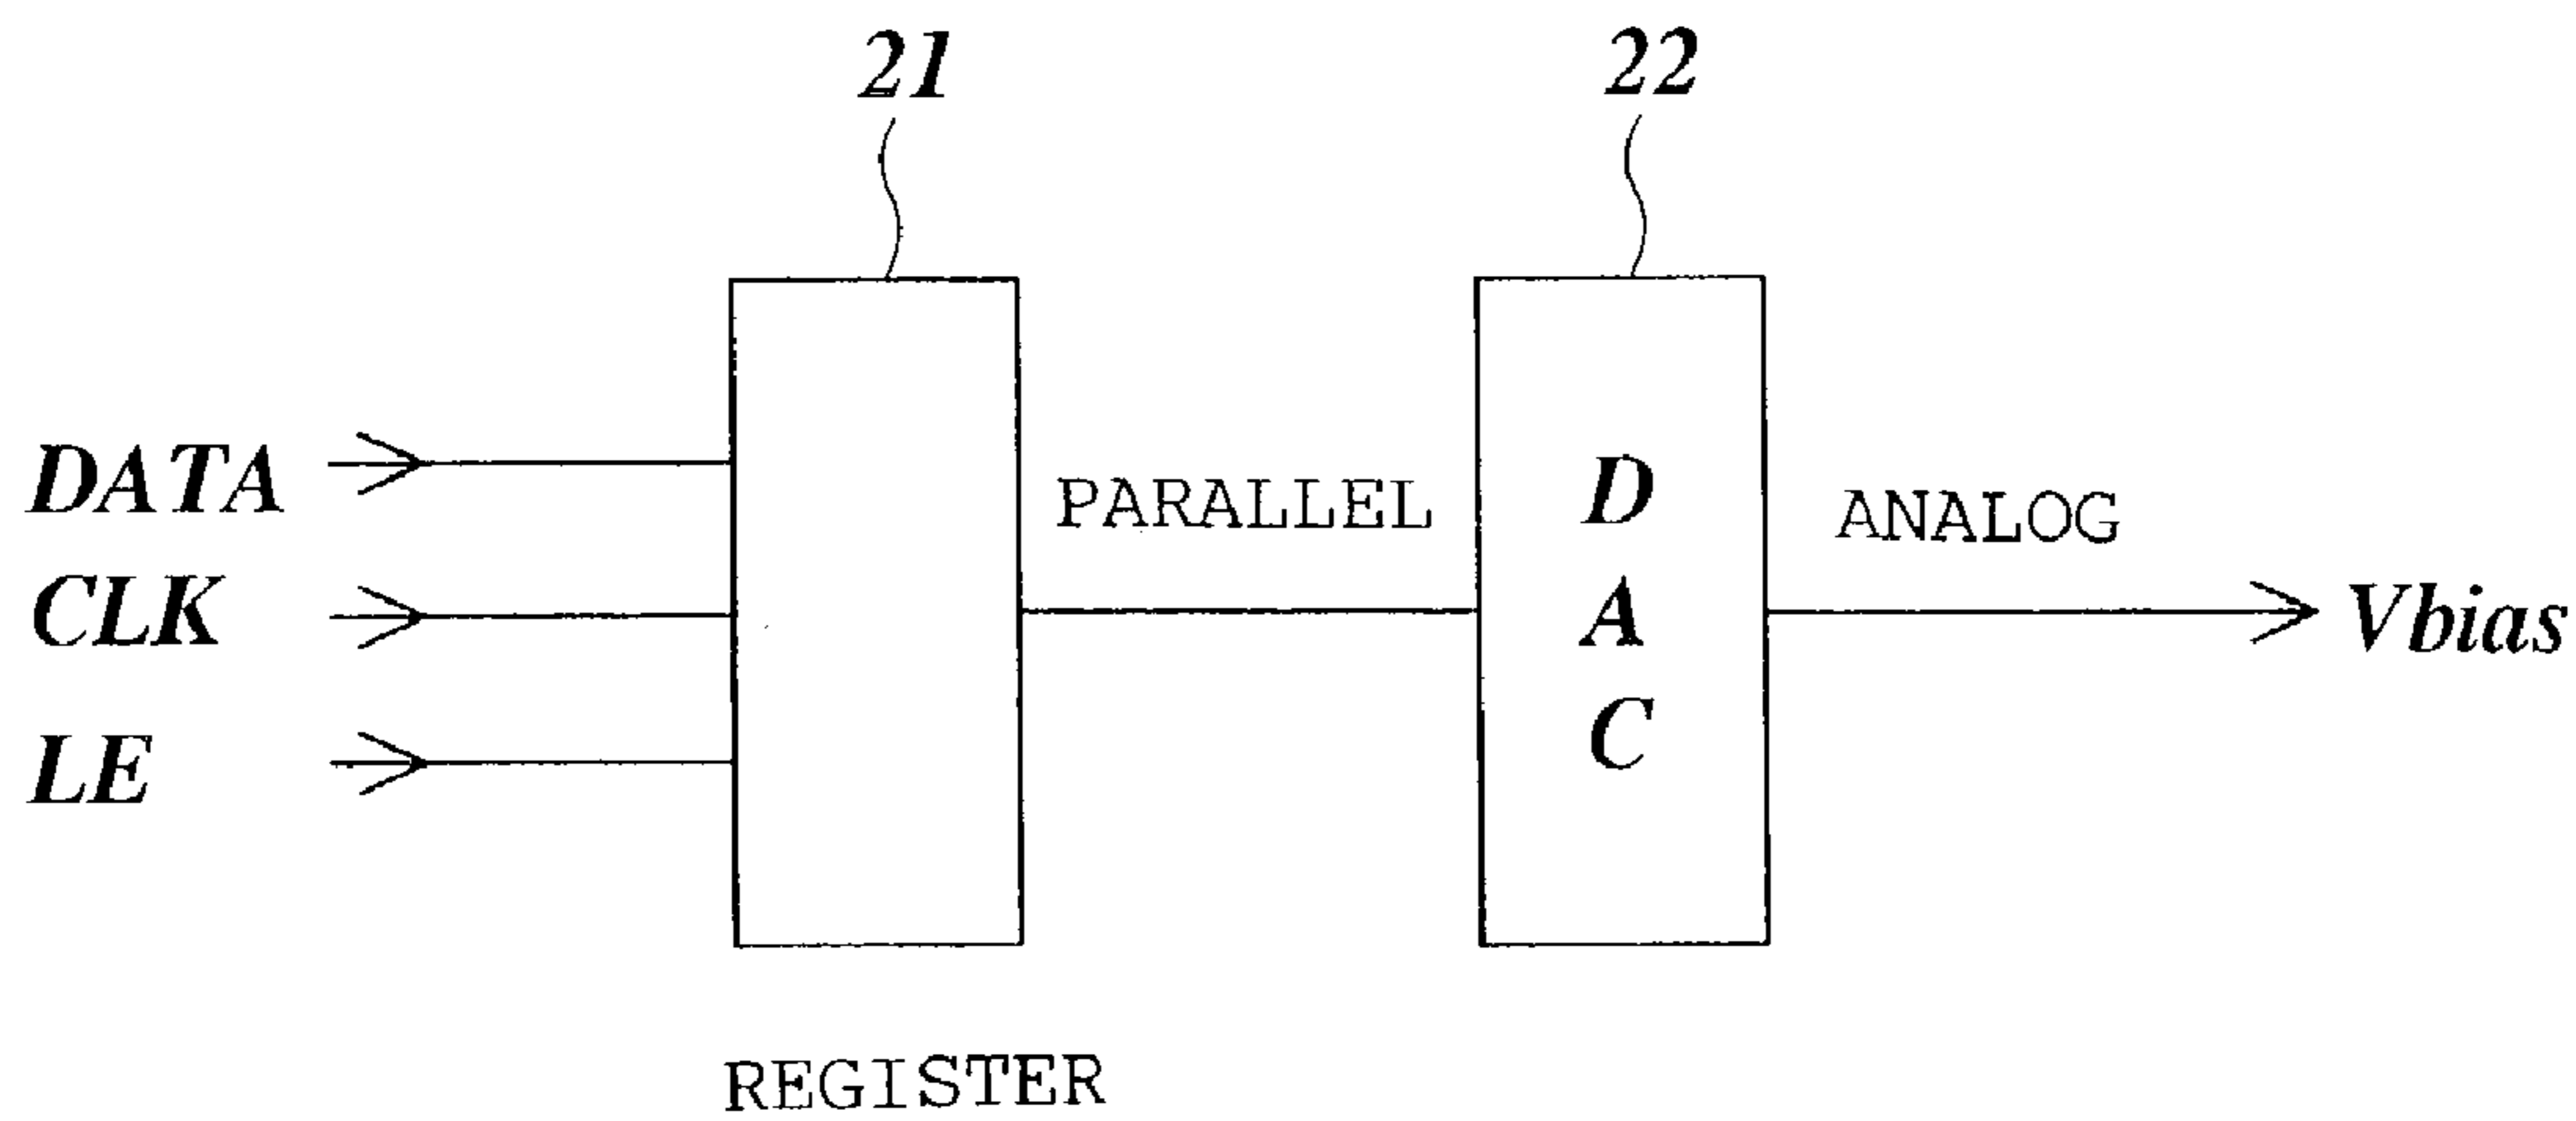 21
22
DATA
CLK
LE
PARALLEL
D
A
C
ANALOG
Vbias
REGISTER